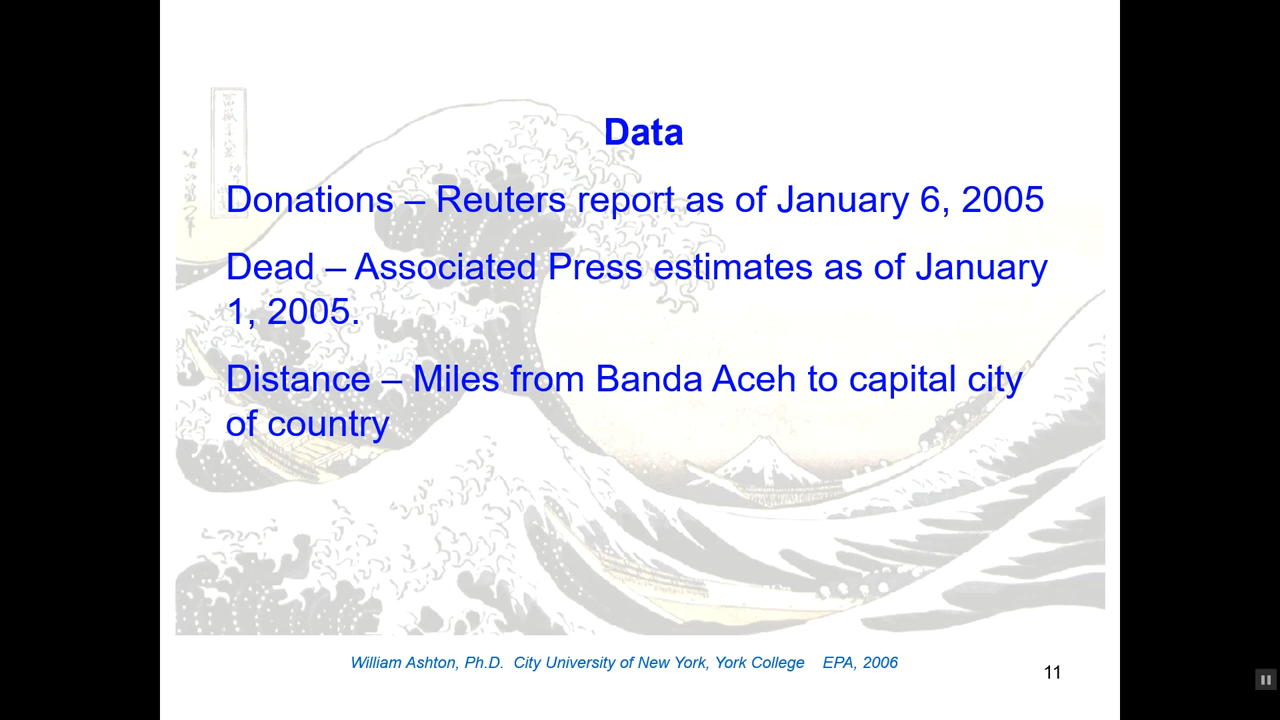 Data
Donations – Reuters report as of January 6, 2005
Dead – Associated Press estimates as of January
1, 2005.
Distance – Miles from Banda Aceh to capital city
of country
William Ashton, Ph.D.  City University of New York, York College    EPA, 2006
11